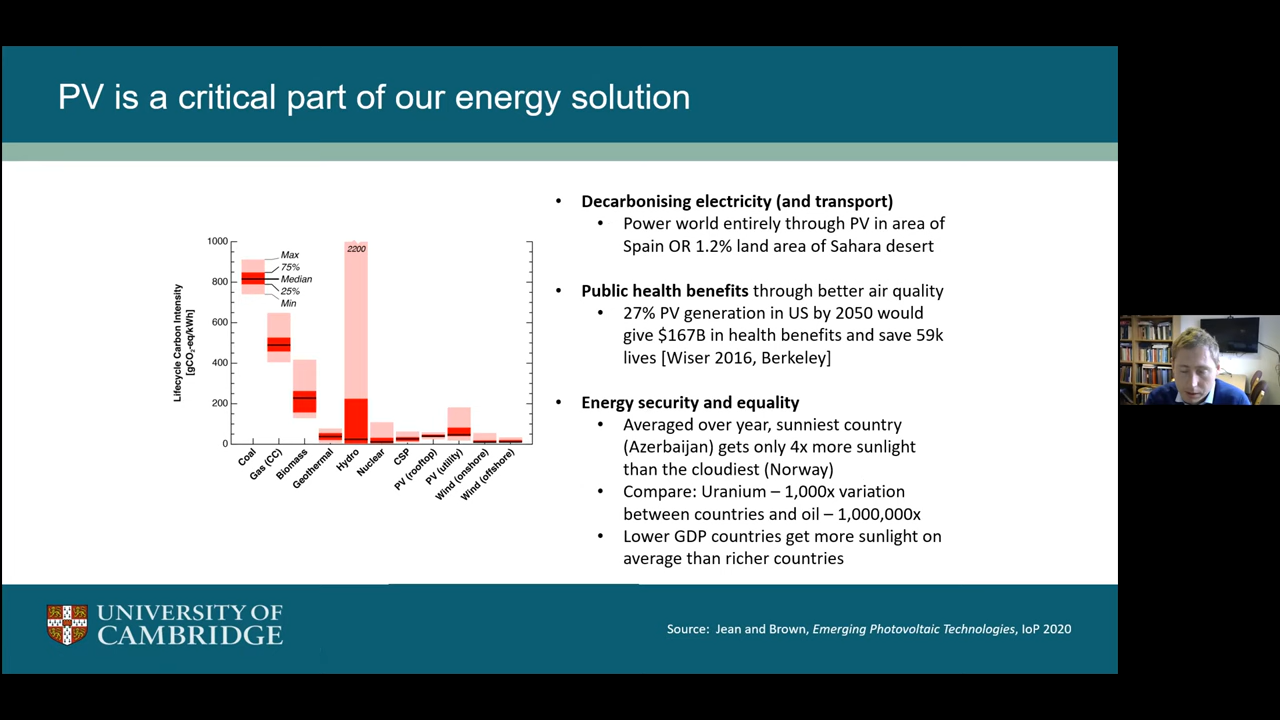 PV is a critical part of our energy solution
Lifecycle Carbon Intensity
[gCO2-eq/kWh]
1000
800
600
400
200
0
Max
75%
Median
25%
Min
2200
Coal
Gas (CC)
Biomass
Geothermal
Hydro
Nuclear
CSP
PV (rooftop)
PV (utility)
Wind (onshore)
Wind (offshore)
• Decarbonising electricity (and transport)
• Power world entirely through PV in area of
Spain OR 1.2% land area of Sahara desert
• Public health benefits through better air quality
• 27% PV generation in US by 2050 would
give $167B in health benefits and save 59k
lives [Wiser 2016, Berkeley]
• Energy security and equality
• Averaged over year, sunniest country
(Azerbaijan) gets only 4x more sunlight
than the cloudiest (Norway)
• Compare: Uranium – 1,000x variation
between countries and oil – 1,000,000x
• Lower GDP countries get more sunlight on
average than richer countries
UNIVERSITY OF
CAMBRIDGE
Source: Jean and Brown, Emerging Photovoltaic Technologies, IoP 2020